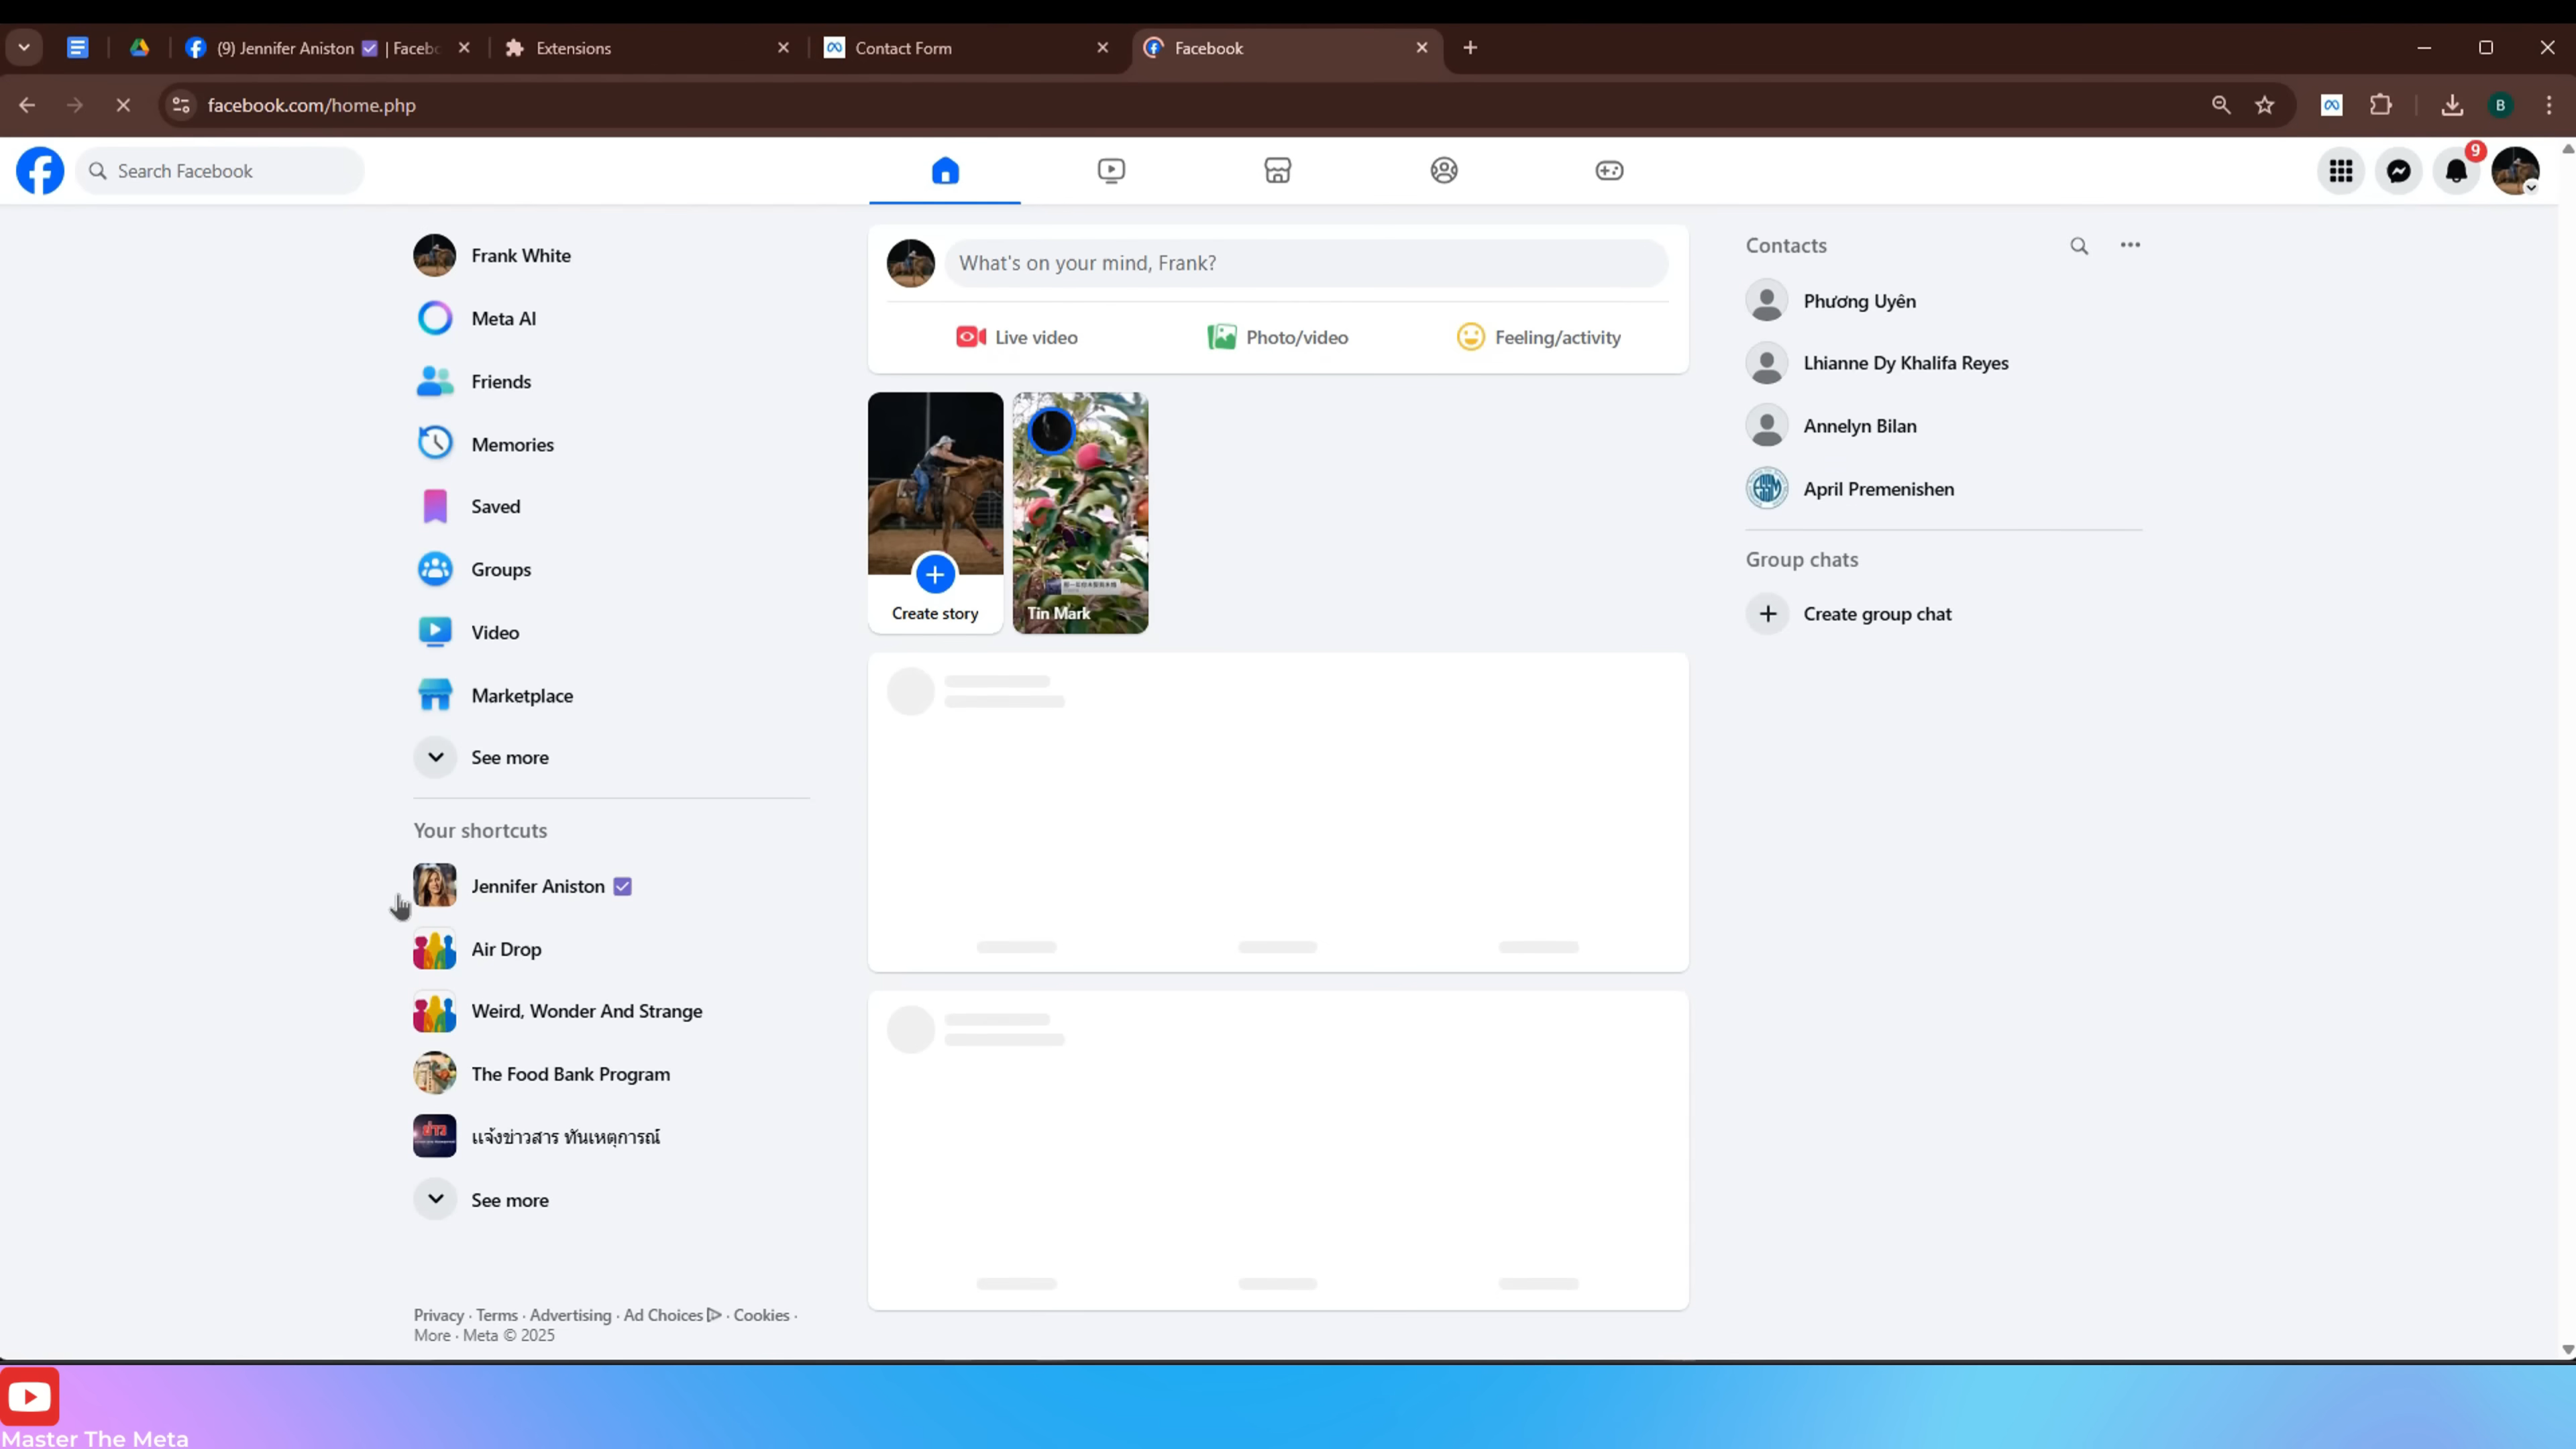 (9) Jennifer Aniston ☑ | Facebo
Extensions
Contact Form
Facebook
facebook.com/home.php
B
Search Facebook
9
Frank White
Meta AI
Friends
Memories
Saved
Groups
Video
Marketplace
See more
Your shortcuts
Jennifer Aniston ☑
Air Drop
Weird, Wonder And Strange
The Food Bank Program
แจ้งข่าวสาร ทันเหตุการณ์
See more
Privacy · Terms · Advertising · Ad Choices · Cookies ·
More · Meta © 2025
What's on your mind, Frank?
Live video
Photo/video
Feeling/activity
Create story
Tin Mark
Contacts
Phương Uyên
Lhianne Dy Khalifa Reyes
Annelyn Bilan
April Premenishen
Group chats
Create group chat
Master The Meta